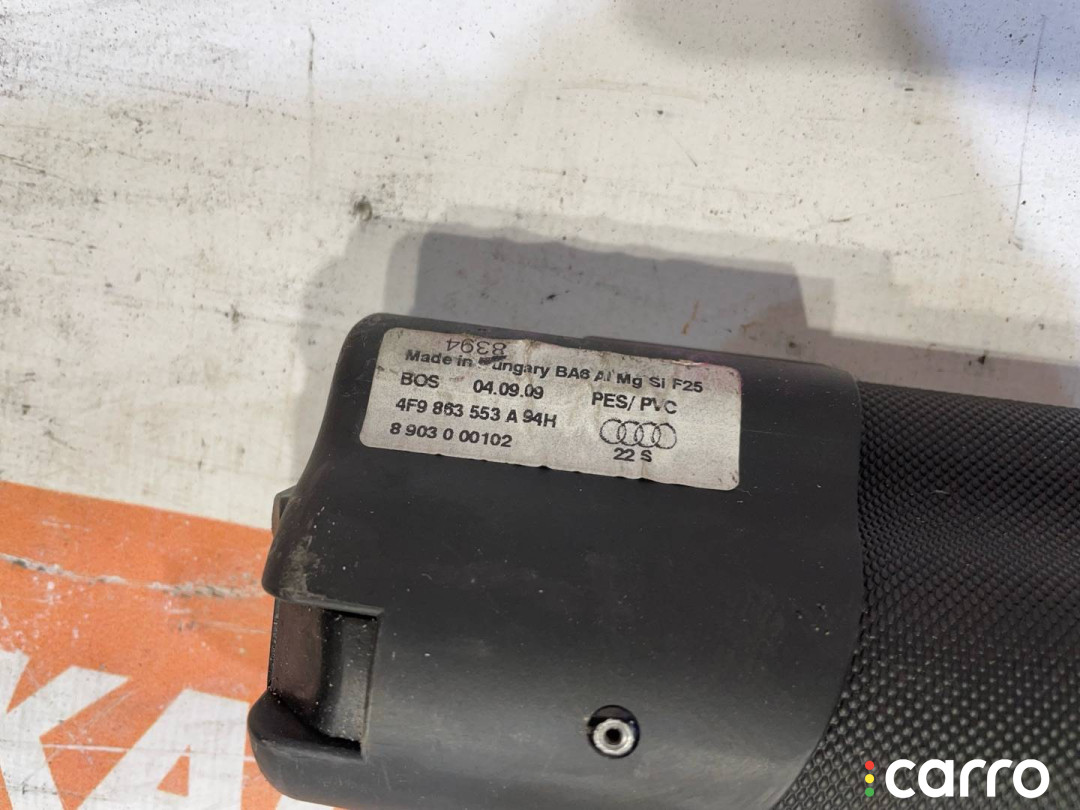 8394
Made in Hungary BA6 Al Mg Si F25
BOS 04.09.09 PES/ PVC
4F9 863 553 A 94H
8 903 0 00102
22 S
KA
carro